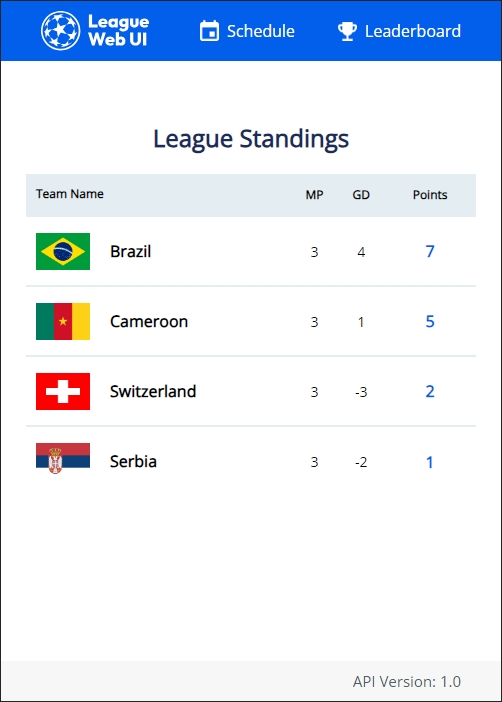 League
Web UI
Schedule
Leaderboard
League Standings
Team Name MP GD Points
Brazil 3 4 7
Cameroon 3 1 5
Switzerland 3 -3 2
Serbia 3 -2 1
API Version: 1.0